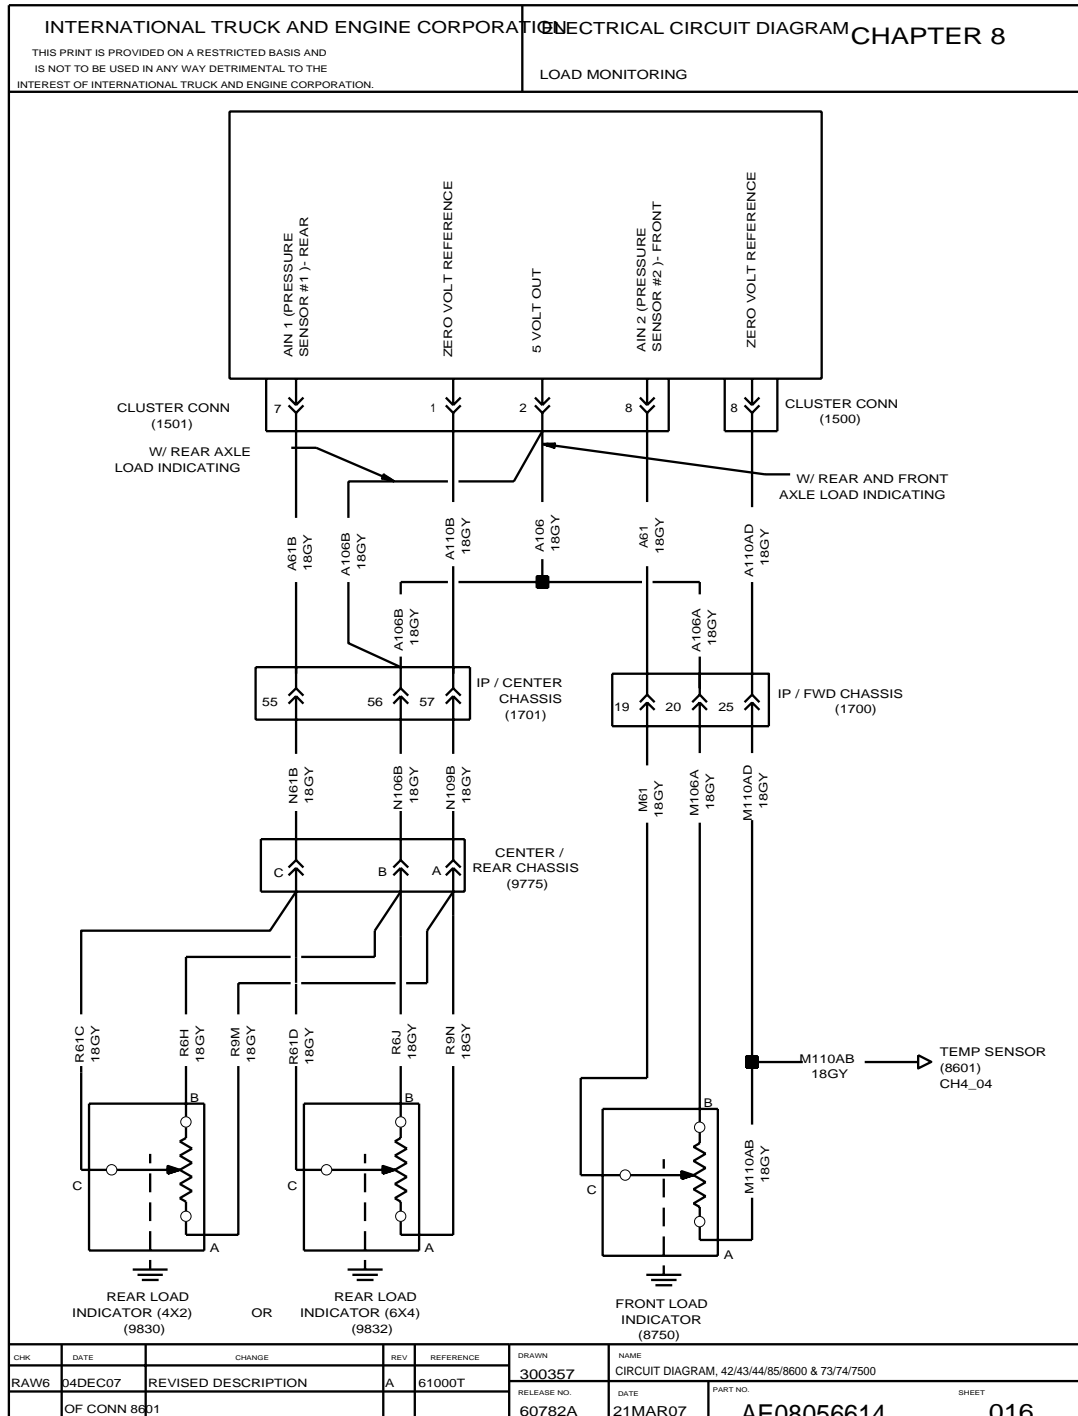 INTERNATIONAL TRUCK AND ENGINE CORPORATION
THIS PRINT IS PROVIDED ON A RESTRICTED BASIS AND
IS NOT TO BE USED IN ANY WAY DETRIMENTAL TO THE
INTEREST OF INTERNATIONAL TRUCK AND ENGINE CORPORATION.
ELECTRICAL CIRCUIT DIAGRAM
CHAPTER 8
LOAD MONITORING
AIN 1 (PRESSURE
SENSOR #1 )- REAR
ZERO VOLT REFERENCE
5 VOLT OUT
AIN 2 (PRESSURE
SENSOR #2 )- FRONT
ZERO VOLT REFERENCE
CLUSTER CONN
(1501)
7
1
2
8
8
CLUSTER CONN
(1500)
W/ REAR AXLE
LOAD INDICATING
W/ REAR AND FRONT
AXLE LOAD INDICATING
A61B
18GY
A106B
18GY
A110B
18GY
A106
18GY
A61
18GY
A110AD
18GY
A106B
18GY
A106A
18GY
55
56
57
IP / CENTER
CHASSIS
(1701)
19
20
25
IP / FWD CHASSIS
(1700)
N61B
18GY
N106B
18GY
N109B
18GY
M61
18GY
M106A
18GY
M110AD
18GY
C
B
A
CENTER /
REAR CHASSIS
(9775)
R61C
18GY
R6H
18GY
R9M
18GY
R61D
18GY
R6J
18GY
R9N
18GY
M110AB
18GY
TEMP SENSOR
(8601)
CH4_04
M110AB
18GY
B
C
A
B
C
A
B
C
A
REAR LOAD
INDICATOR (4X2)
(9830)
OR
REAR LOAD
INDICATOR (6X4)
(9832)
FRONT LOAD
INDICATOR
(8750)
CHK
DATE
CHANGE
REV
REFERENCE
DRAWN
NAME
RAW6
04DEC07
REVISED DESCRIPTION
A
61000T
300357
CIRCUIT DIAGRAM, 42/43/44/85/8600 & 73/74/7500
OF CONN 8601
RELEASE NO.
DATE
PART NO.
SHEET
60782A
21MAR07
AE08056614
016